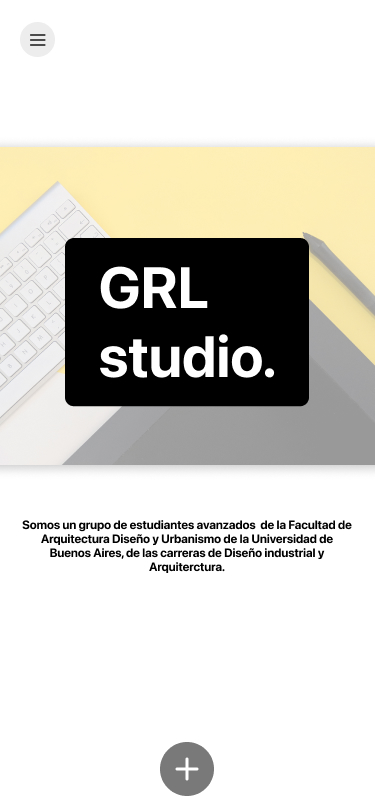 GRL
studio.
Somos un grupo de estudiantes avanzados  de la Facultad de
Arquitectura Diseño y Urbanismo de la Universidad de
Buenos Aires, de las carreras de Diseño industrial y
Arquiterctura.